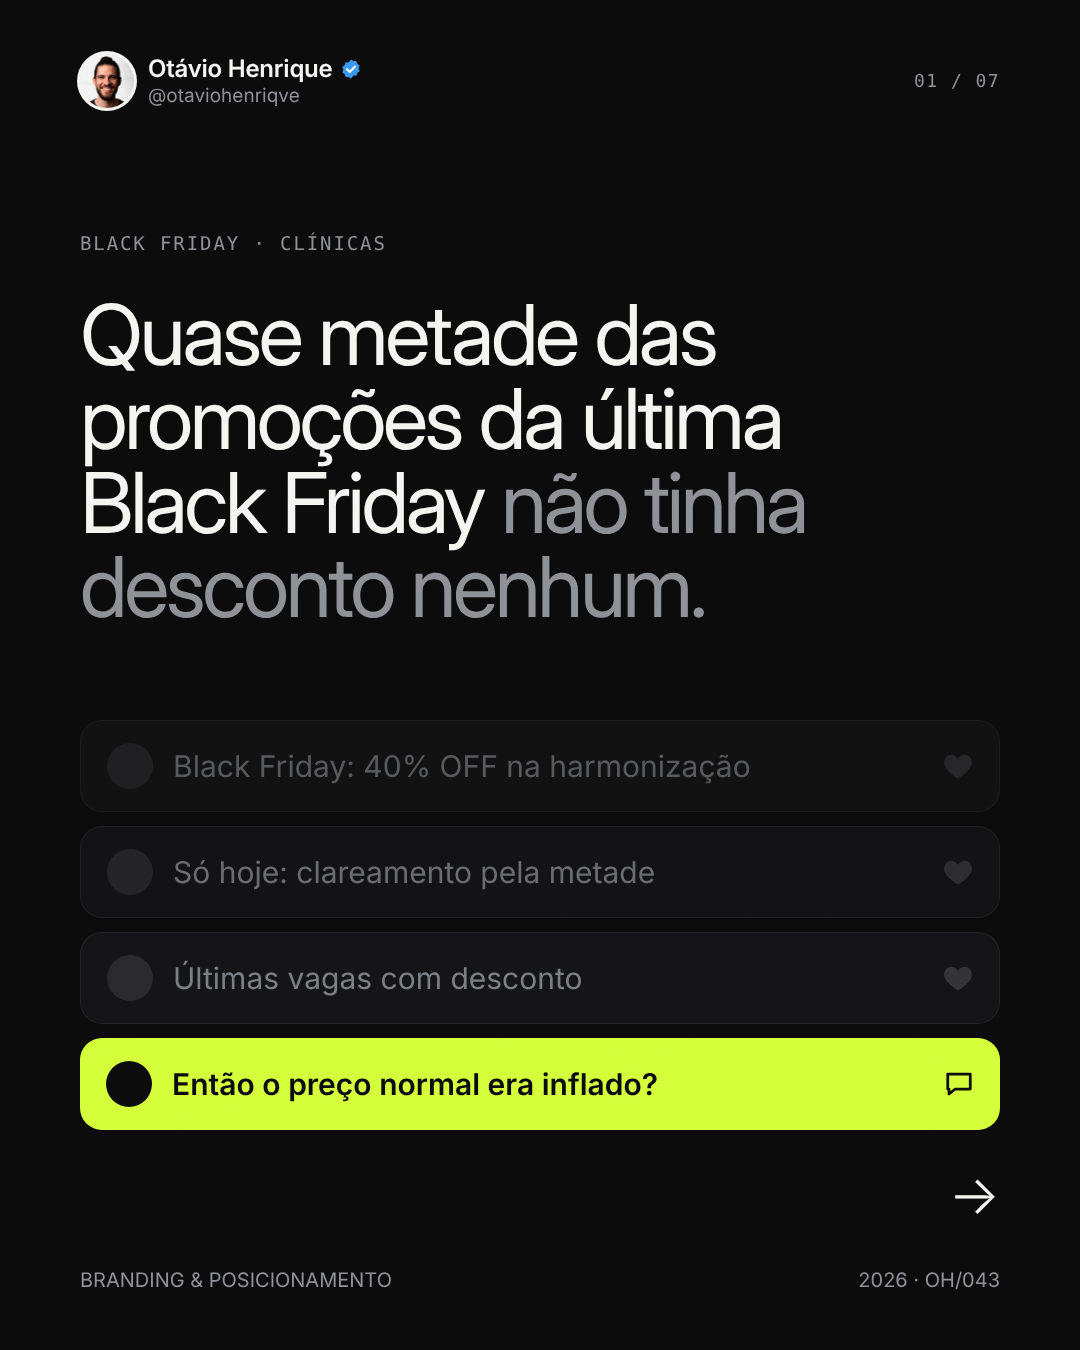 Otávio Henrique
@otaviohenriqve
01 / 07
BLACK FRIDAY · CLÍNICAS
Quase metade das
promoções da última
Black Friday não tinha
desconto nenhum.
Black Friday: 40% OFF na harmonização
Só hoje: clareamento pela metade
Últimas vagas com desconto
Então o preço normal era inflado?
BRANDING & POSICIONAMENTO
2026 · OH/043